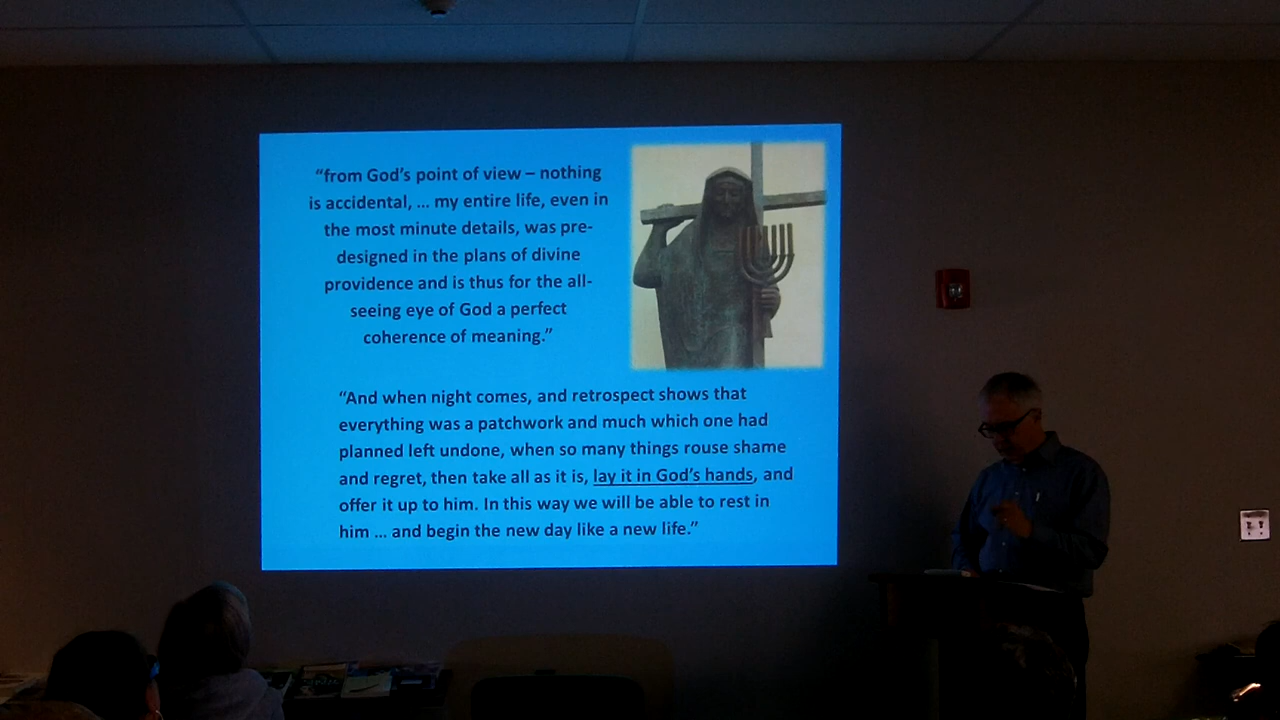 “from God’s point of view – nothing
is accidental, ... my entire life, even in
the most minute details, was pre-
designed in the plans of divine
providence and is thus for the all-
seeing eye of God a perfect
coherence of meaning.”
“And when night comes, and retrospect shows that
everything was a patchwork and much which one had
planned left undone, when so many things rouse shame
and regret, then take all as it is, lay it in God’s hands, and
offer it up to him. In this way we will be able to rest in
him ... and begin the new day like a new life.”